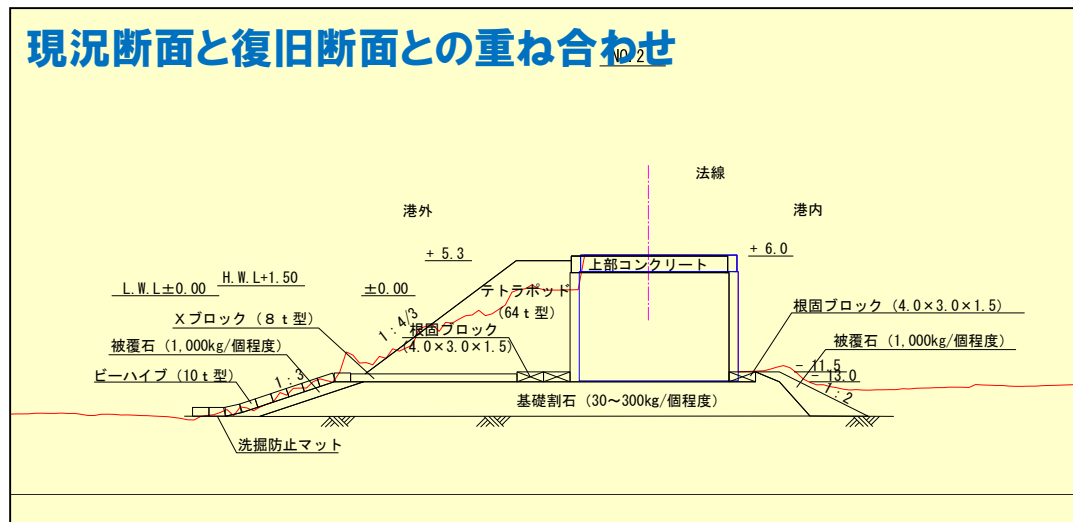 現況断面と復旧断面との重ね合わせ
NO.2
法線
港外
港内
+ 5.3
+ 6.0
上部コンクリート
H.W.L+1.50
L.W.L±0.00
±0.00
テトラポッド
(64ｔ型)
1：4/3
根固ブロック (4.0×3.0×1.5)
Ｘブロック (８ｔ型)
根固ブロック
(4.0×3.0×1.5)
被覆石 (1,000kg/個程度)
被覆石 (1,000kg/個程度)
ビーハイブ (10ｔ型)
1：3
- 11.5
- 13.0
1：2
基礎割石 (30～300kg/個程度)
洗掘防止マット